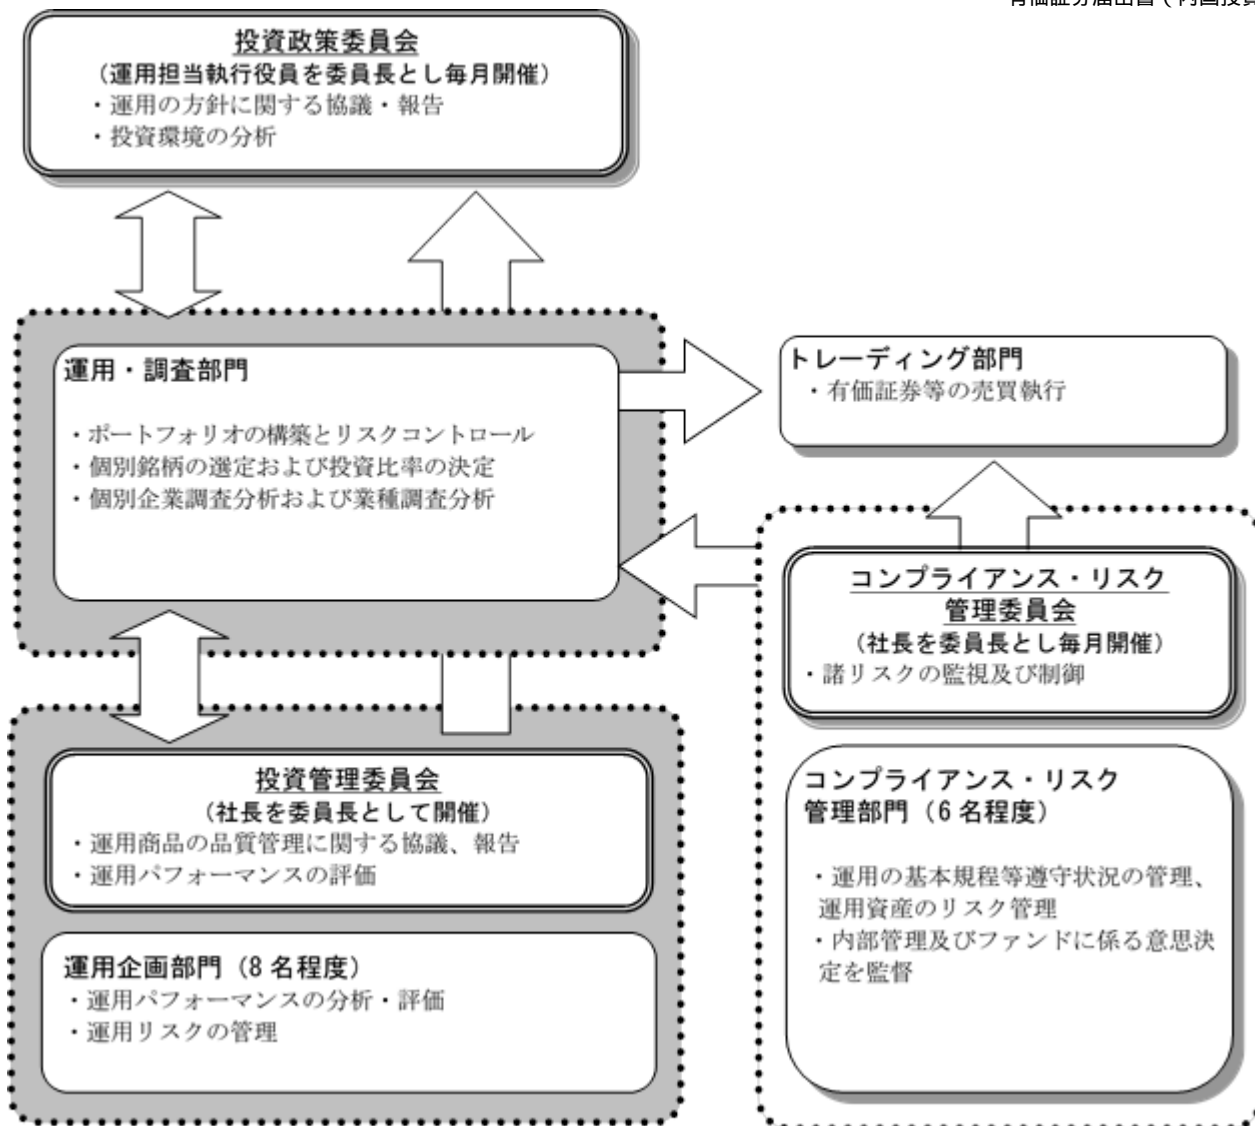 有価証券届出書（内国投資
投資政策委員会
（運用担当執行役員を委員長とし毎月開催）
・運用の方針に関する協議・報告
・投資環境の分析
運用・調査部門
・ポートフォリオの構築とリスクコントロール
・個別銘柄の選定および投資比率の決定
・個別企業調査分析および業種調査分析
トレーディング部門
・有価証券等の売買執行
コンプライアンス・リスク
管理委員会
（社長を委員長とし毎月開催）
・諸リスクの監視及び制御
投資管理委員会
（社長を委員長として開催）
・運用商品の品質管理に関する協議、報告
・運用パフォーマンスの評価
運用企画部門（8名程度）
・運用パフォーマンスの分析・評価
・運用リスクの管理
コンプライアンス・リスク
管理部門（6名程度）
・運用の基本規程等遵守状況の管理、
運用資産のリスク管理
・内部管理及びファンドに係る意思決
定を監督